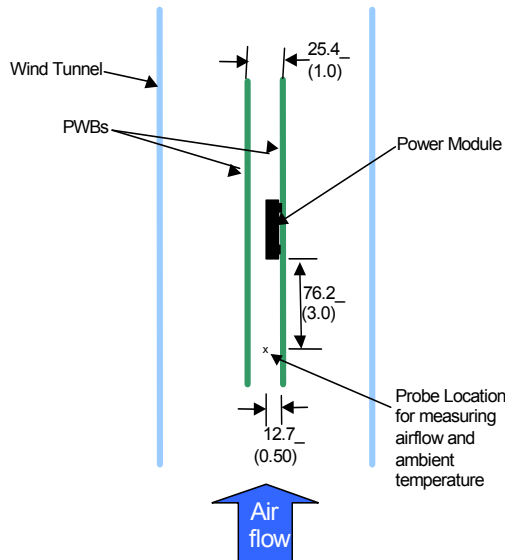 25.4_
(1.0)
Wind Tunnel
PWBs
Power Module
76.2_
(3.0)
x
Probe Location
for measuring
airflow and
ambient
temperature
12.7_
(0.50)
Air
flow